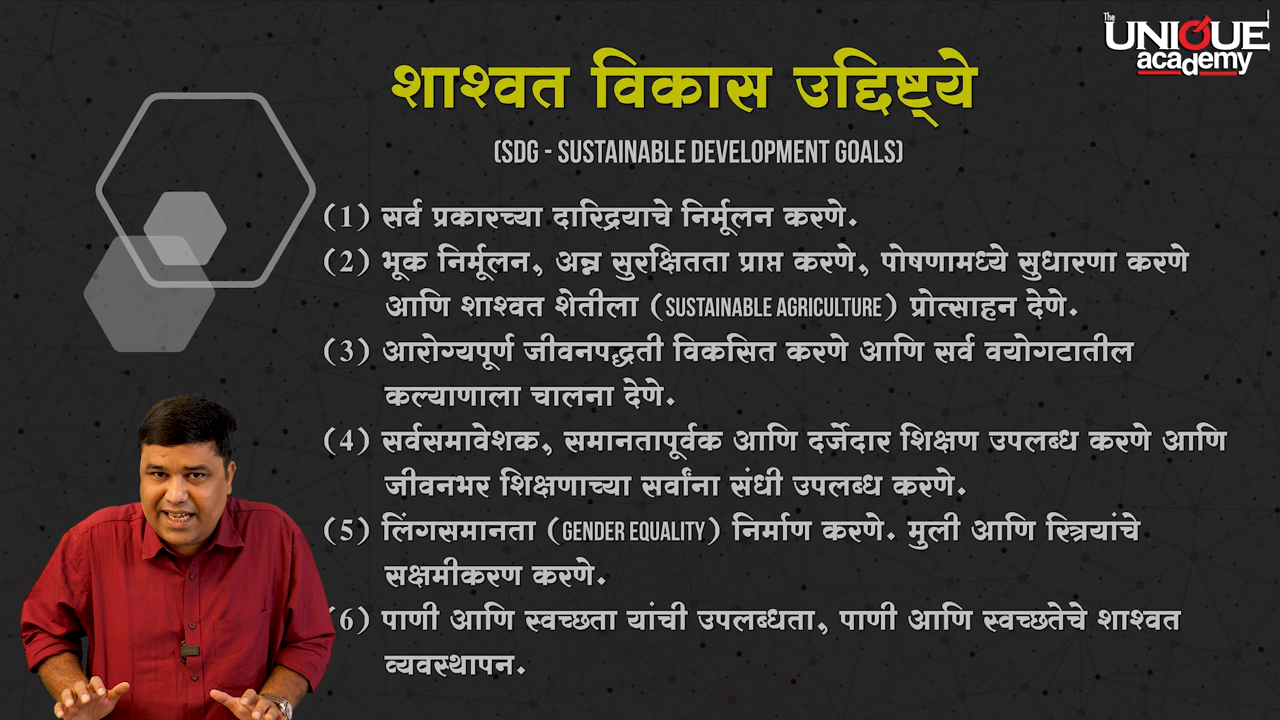 The
UNIQUE
academy
शाश्वत विकास उद्दिष्ट्ये
(SDG - SUSTAINABLE DEVELOPMENT GOALS)
(1) सर्व प्रकारच्या दारिद्रयाचे निर्मूलन करणे.
(2) भूक निर्मूलन, अन्न सुरक्षितता प्राप्त करणे, पोषणामध्ये सुधारणा करणे
आणि शाश्वत शेतीला (SUSTAINABLE AGRICULTURE) प्रोत्साहन देणे.
(3) आरोग्यपूर्ण जीवनपद्धती विकसित करणे आणि सर्व वयोगटातील
कल्याणाला चालना देणे.
(4) सर्वसमावेशक, समानतापूर्वक आणि दर्जेदार शिक्षण उपलब्ध करणे आणि
जीवनभर शिक्षणाच्या सर्वांना संधी उपलब्ध करणे.
(5) लिंगसमानता (GENDER EQUALITY) निर्माण करणे. मुली आणि स्त्रियांचे
सक्षमीकरण करणे.
(6) पाणी आणि स्वच्छता यांची उपलब्धता, पाणी आणि स्वच्छतेचे शाश्वत
व्यवस्थापन.